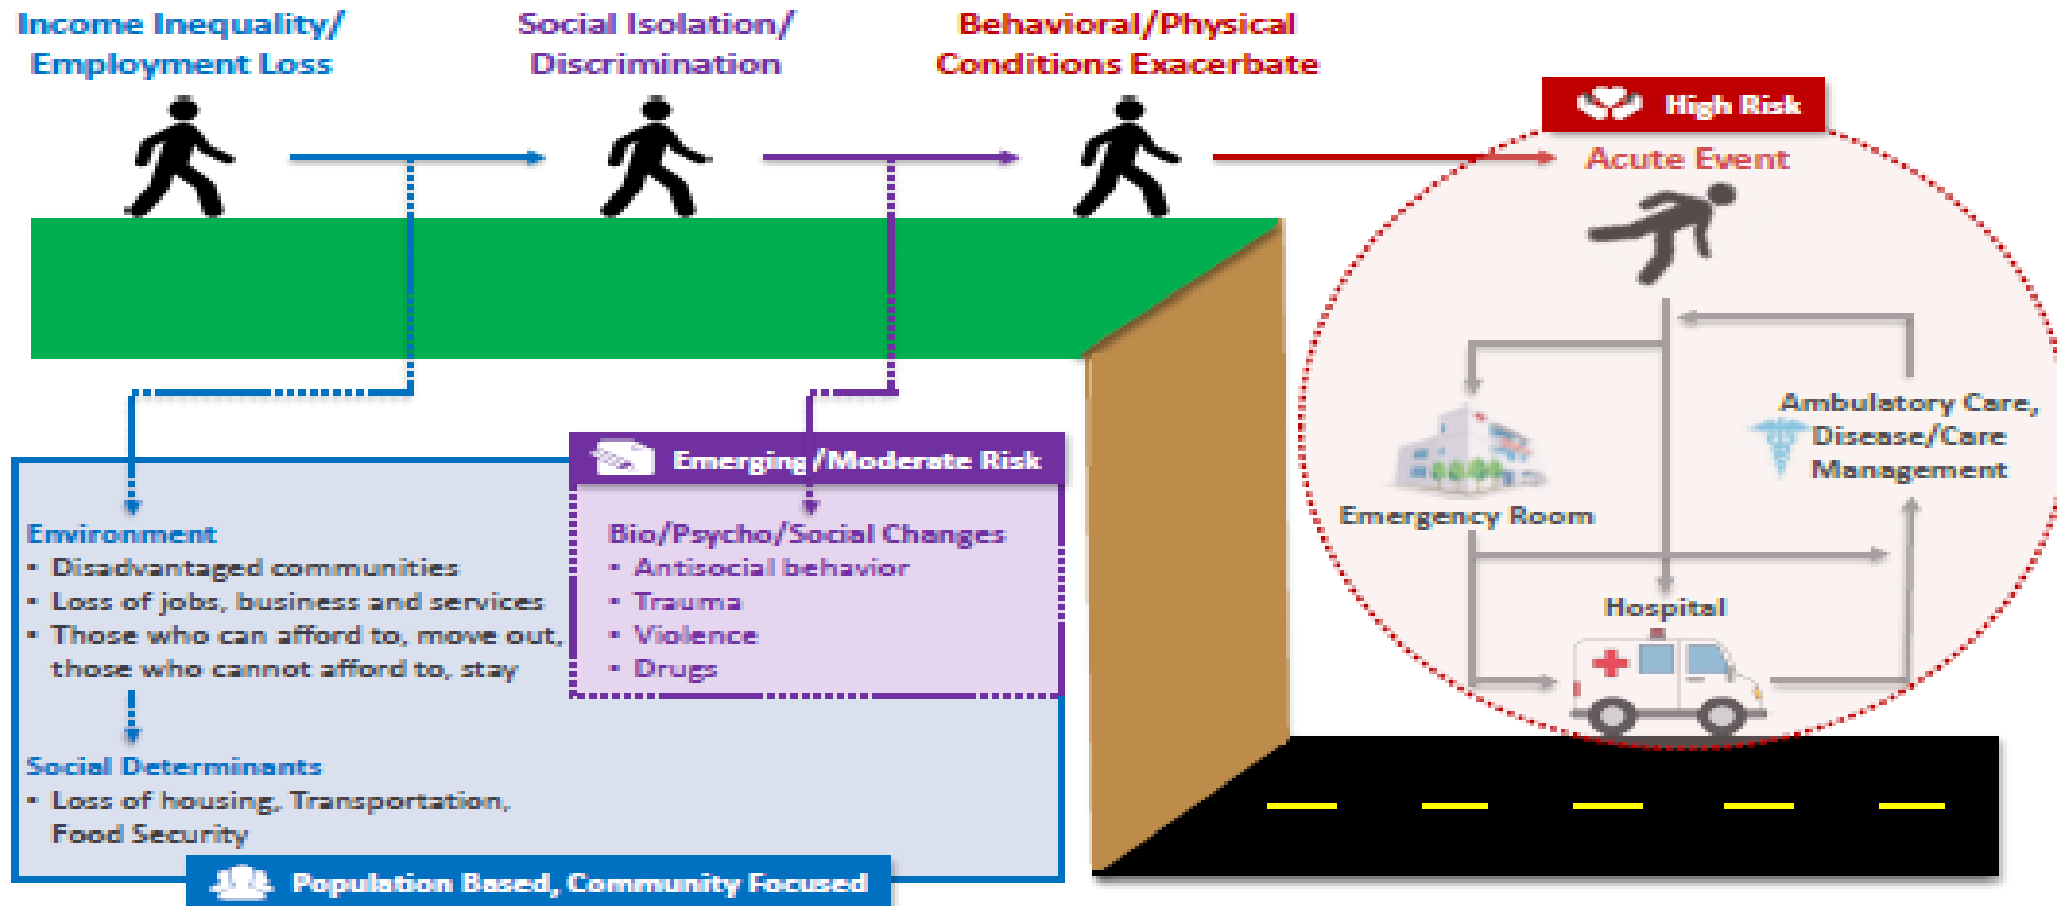 Income Inequality/
Employment Loss
Social Isolation/
Discrimination
Behavioral/Physical
Conditions Exacerbate
High Risk
Acute Event
Ambulatory Care,
Disease/Care
Management
Emergency Room
Hospital
Emerging/Moderate Risk
Bio/Psycho/Social Changes
▪ Antisocial behavior
▪ Trauma
▪ Violence
▪ Drugs
Environment
▪ Disadvantaged communities
▪ Loss of jobs, business and services
▪ Those who can afford to, move out,
those who cannot afford to, stay
Social Determinants
▪ Loss of housing, Transportation,
Food Security
Population Based, Community Focused